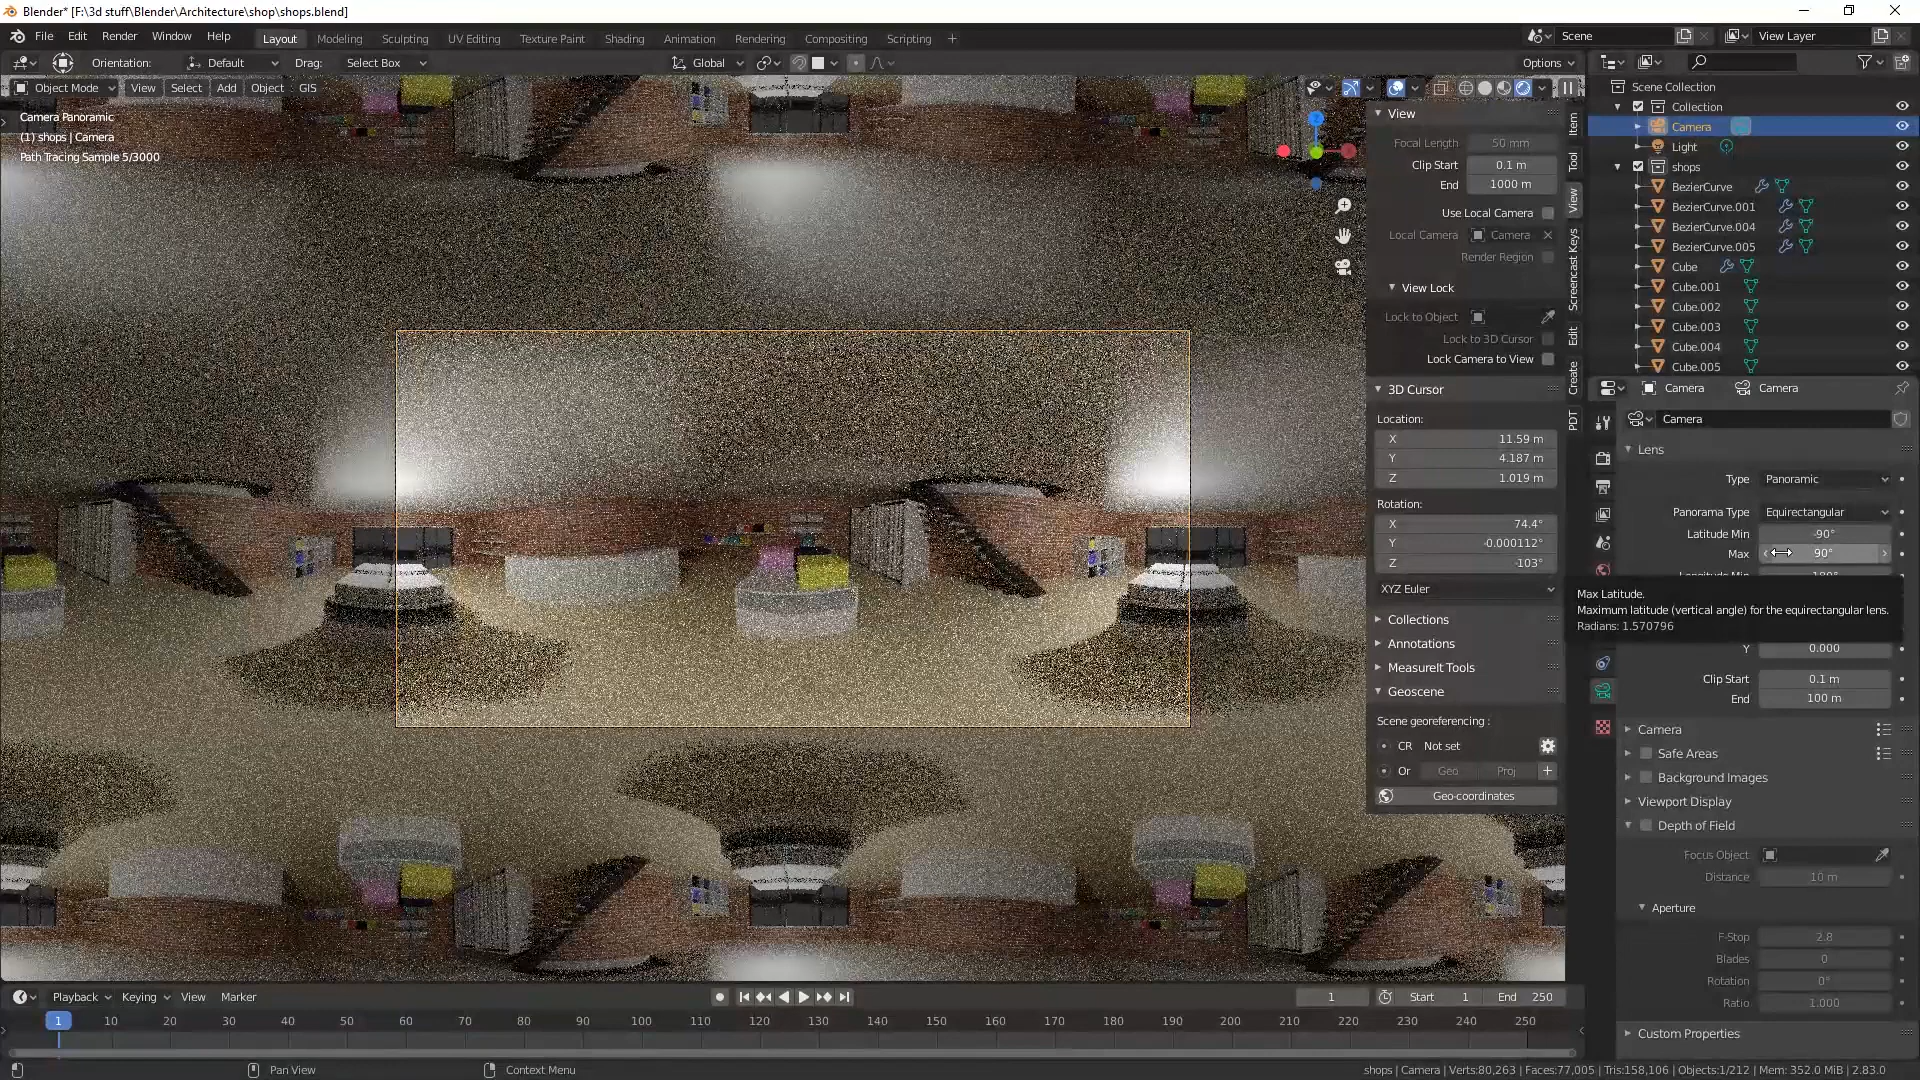 Blender* [F:\3d stuff\Blender\Architecture\shop\shops.blend]
File Edit Render Window Help Layout Modeling Sculpting UV Editing Texture Paint Shading Animation Rendering Compositing Scripting Scene View Layer
Orientation: Default Drag: Select Box Global Options
Object Mode View Select Add Object GIS
Camera Panoramic
(1) shops | Camera
Path Tracing Sample 5/3000
View
Focal Length 50 mm
Clip Start 0.1 m
End 1000 m
Use Local Camera
Local Camera Camera
Render Region
View Lock
Lock to Object
Lock to 3D Cursor
Lock Camera to View
3D Cursor
Location:
X 11.59 m
Y 4.187 m
Z 1.019 m
Rotation:
X 74.4°
Y -0.000112°
Z -103°
XYZ Euler
Collections
Annotations
MeasureIt Tools
Geoscene
Scene georeferencing :
CR Not set
Or Geo Proj
Geo-coordinates
Item
Tool
View
Screencast Keys
Edit
Create
PDT
Scene Collection
Collection
Camera
Light
shops
BezierCurve
BezierCurve.001
BezierCurve.004
BezierCurve.005
Cube
Cube.001
Cube.002
Cube.003
Cube.004
Cube.005
Camera Camera
Camera
Lens
Type Panoramic
Panorama Type Equirectangular
Latitude Min -90°
Max 90°
Max Latitude.
Maximum latitude (vertical angle) for the equirectangular lens.
Radians: 1.570796
Y 0.000
Clip Start 0.1 m
End 100 m
Camera
Safe Areas
Background Images
Viewport Display
Depth of Field
Focus Object
Distance 10 m
Aperture
F-Stop 2.8
Blades 0
Rotation 0°
Ratio 1.000
Custom Properties
Playback Keying View Marker 1 Start 1 End 250
1 10 20 30 40 50 60 70 80 90 100 110 120 130 140 150 160 170 180 190 200 210 220 230 240 250
Pan View Context Menu shops | Camera | Verts:80,263 | Faces:77,005 | Tris:158,106 | Objects:1/212 | Mem: 352.0 MiB | 2.83.0